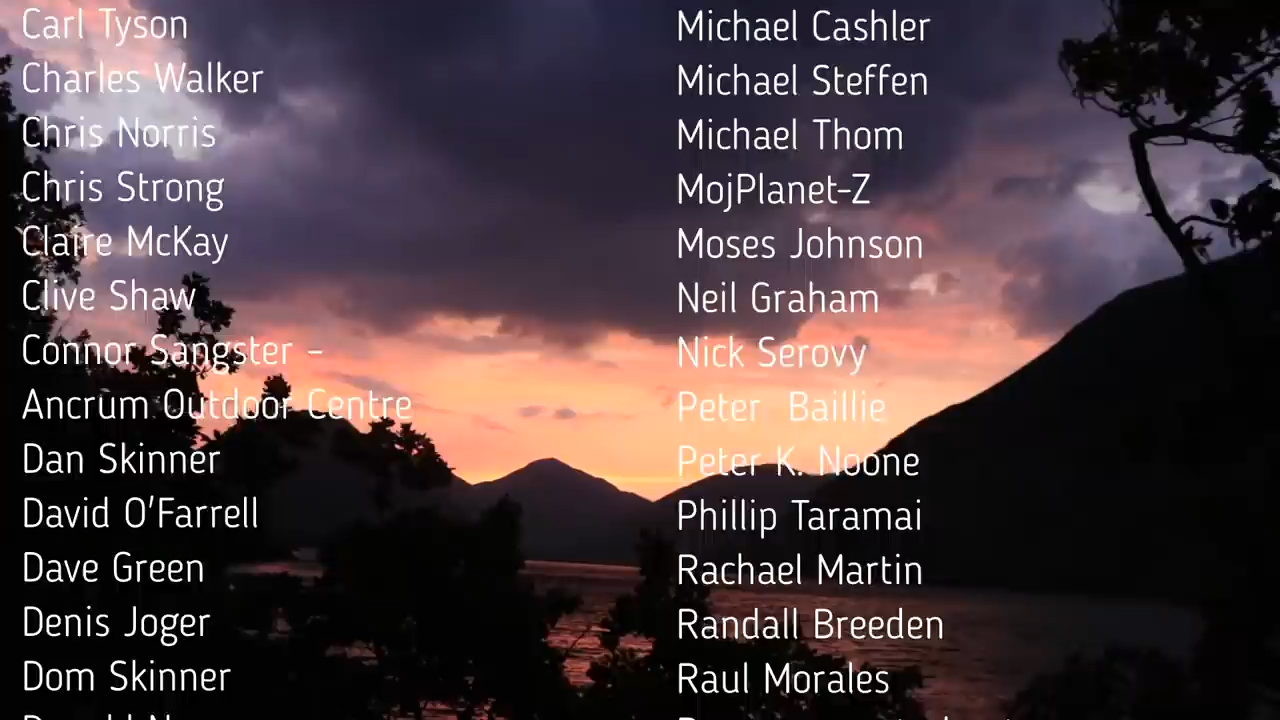 Carl Tyson
Charles Walker
Chris Norris
Chris Strong
Claire McKay
Clive Shaw
Connor Sangster -
Ancrum Outdoor Centre
Dan Skinner
David O'Farrell
Dave Green
Denis Joger
Dom Skinner
Michael Cashler
Michael Steffen
Michael Thom
MojPlanet-Z
Moses Johnson
Neil Graham
Nick Serovy
Peter  Baillie
Peter K. Noone
Phillip Taramai
Rachael Martin
Randall Breeden
Raul Morales